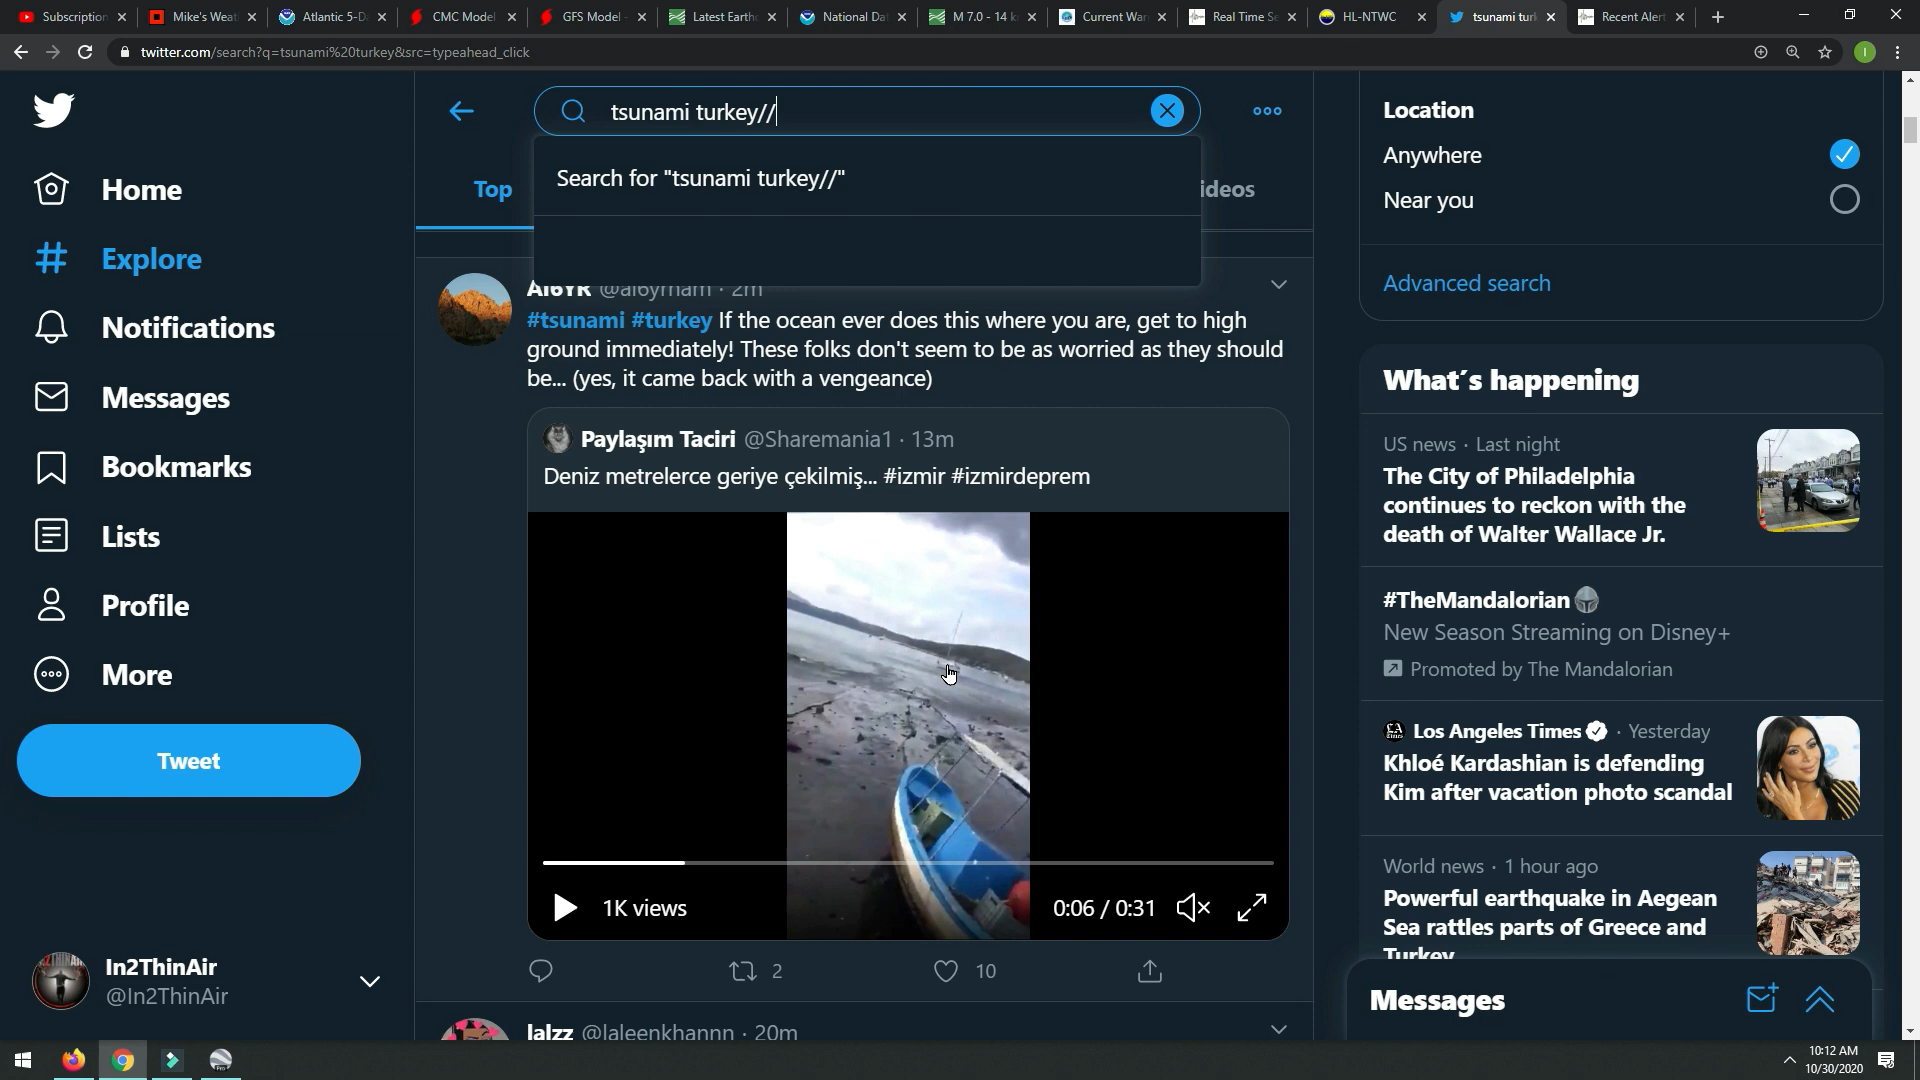 Subscription
Mike's Weat
Atlantic 5-D
CMC Model
GFS Model -
Latest Earth
National Da
M 7.0 - 14 k
Current War
Real Time Se
HL-NTWC
tsunami turk
Recent Alert
twitter.com/search?q=tsunami%20turkey&src=typeahead_click
I
Home
Explore
Notifications
Messages
Bookmarks
Lists
Profile
More
Tweet
In2ThinAir
@In2ThinAir
tsunami turkey//
Search for "tsunami turkey//"
Top
ideos
AI6YR @ai6yrham · 2m
#tsunami #turkey If the ocean ever does this where you are, get to high
ground immediately! These folks don't seem to be as worried as they should
be... (yes, it came back with a vengeance)
Paylaşım Taciri @Sharemania1 · 13m
Deniz metrelerce geriye çekilmiş... #izmir #izmirdeprem
1K views
0:06 / 0:31
2
10
lalzz @laleenkhannn · 20m
Location
Anywhere
Near you
Advanced search
What's happening
US news · Last night
The City of Philadelphia
continues to reckon with the
death of Walter Wallace Jr.
#TheMandalorian
New Season Streaming on Disney+
Promoted by The Mandalorian
Los Angeles Times · Yesterday
Khloé Kardashian is defending
Kim after vacation photo scandal
World news · 1 hour ago
Powerful earthquake in Aegean
Sea rattles parts of Greece and
Turkey
Messages
10:12 AM
10/30/2020